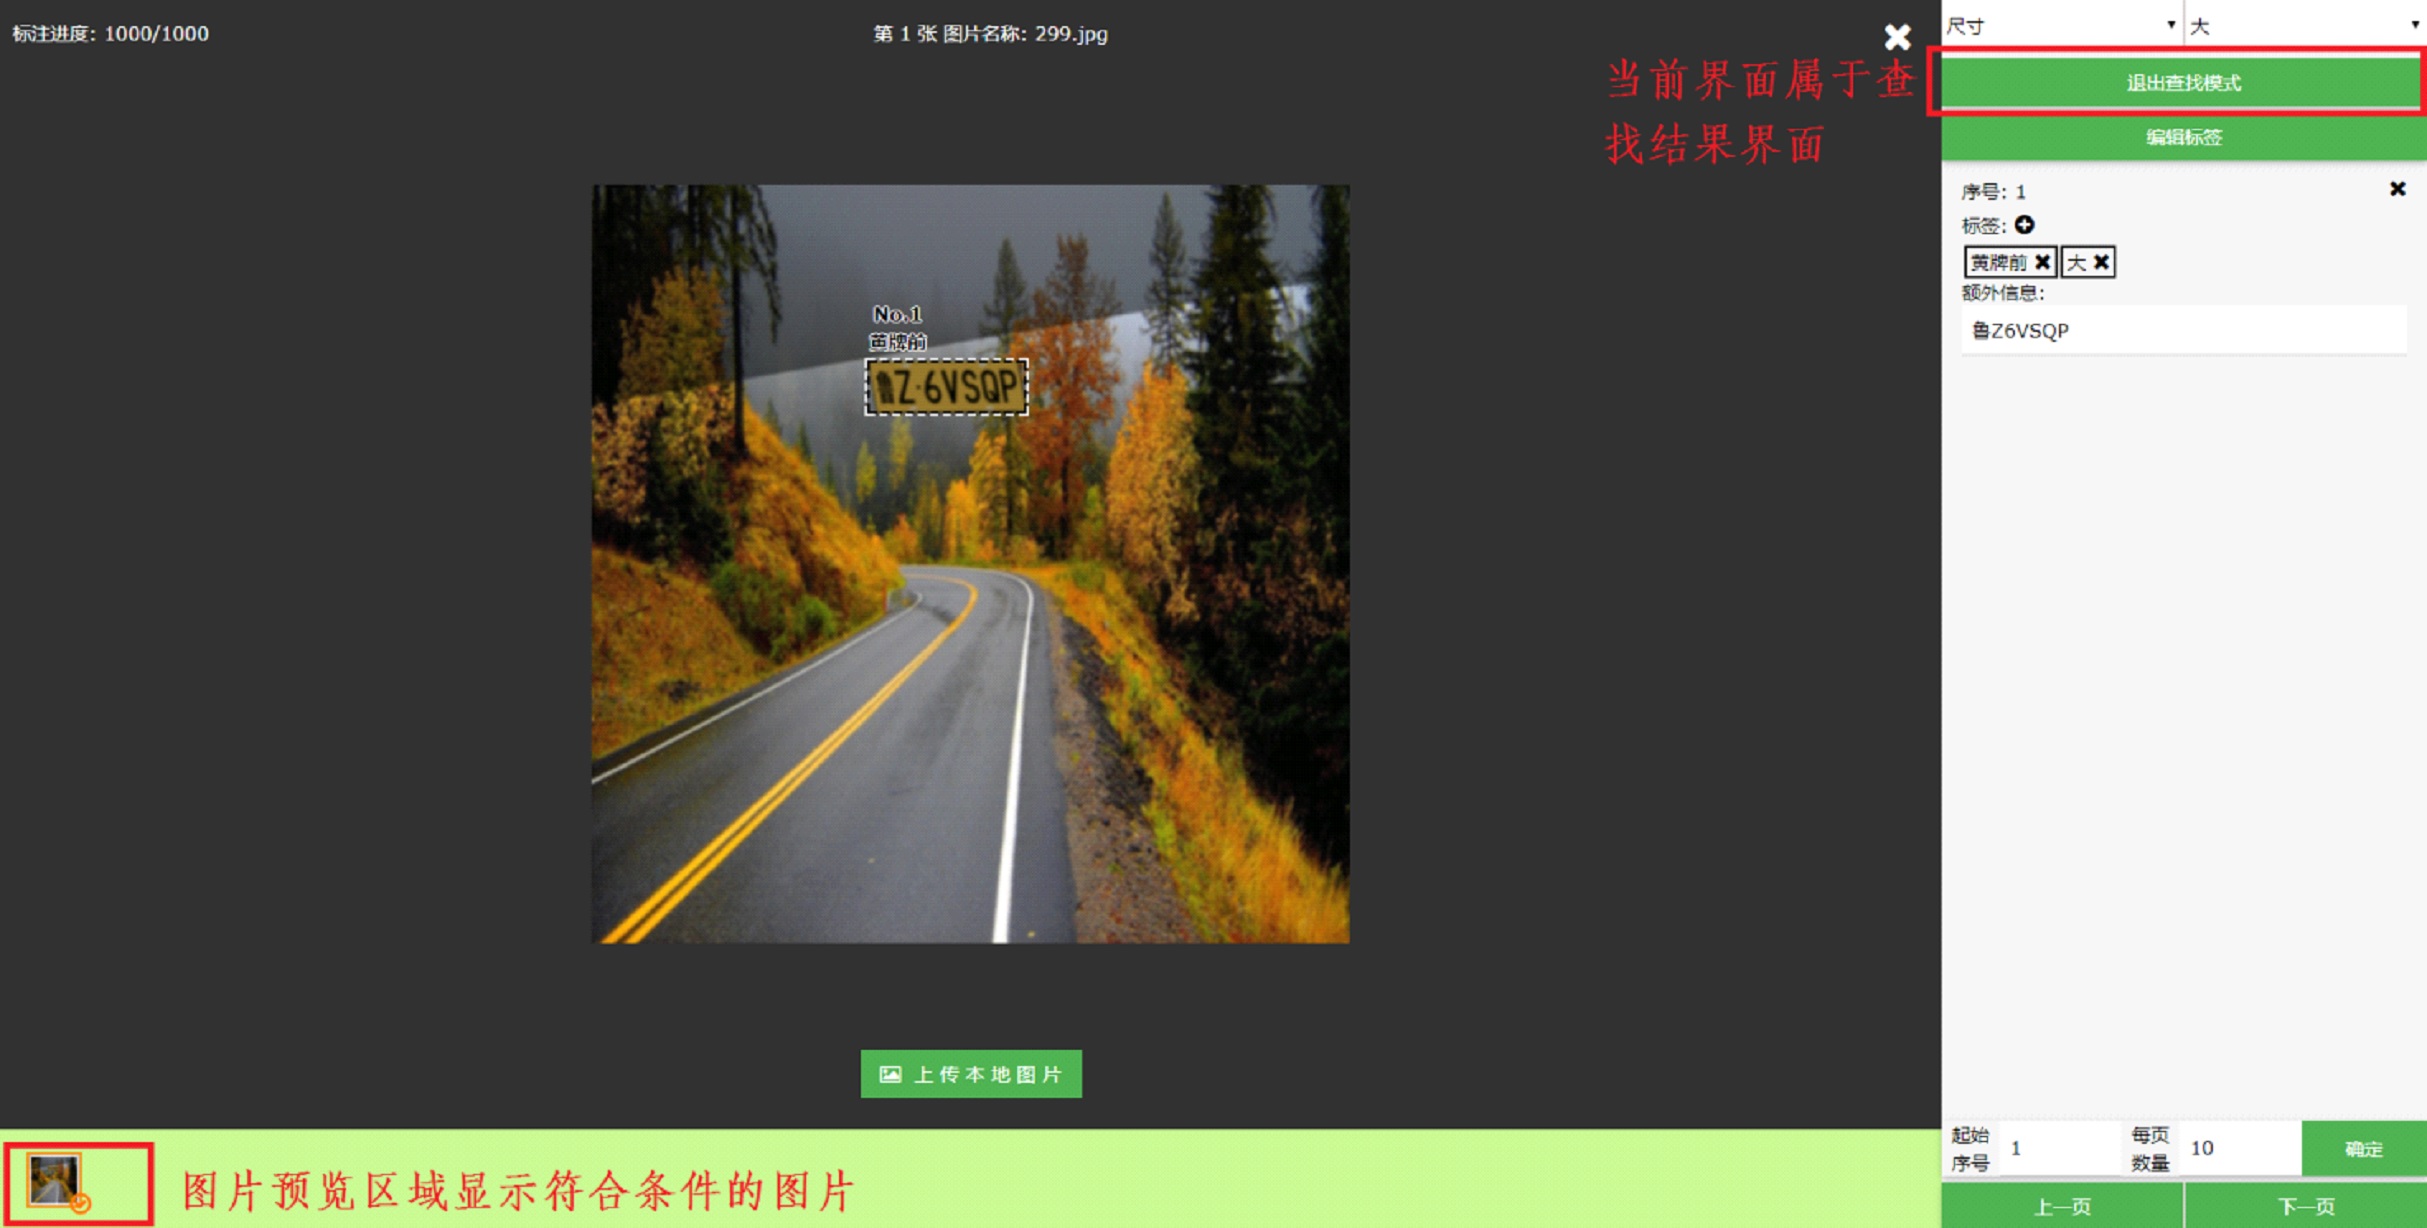 标注进度: 1000/1000
第 1 张 图片名称: 299.jpg
尺寸
大
当前界面属于查
找结果界面
退出查找模式
编辑标签
序号: 1
标签:
黄牌前
大
额外信息:
鲁Z6VSQP
No.1
黄牌前
鲁Z·6VSQP
上传本地图片
图片预览区域显示符合条件的图片
起始
序号
1
每页
数量
10
确定
上一页
下一页